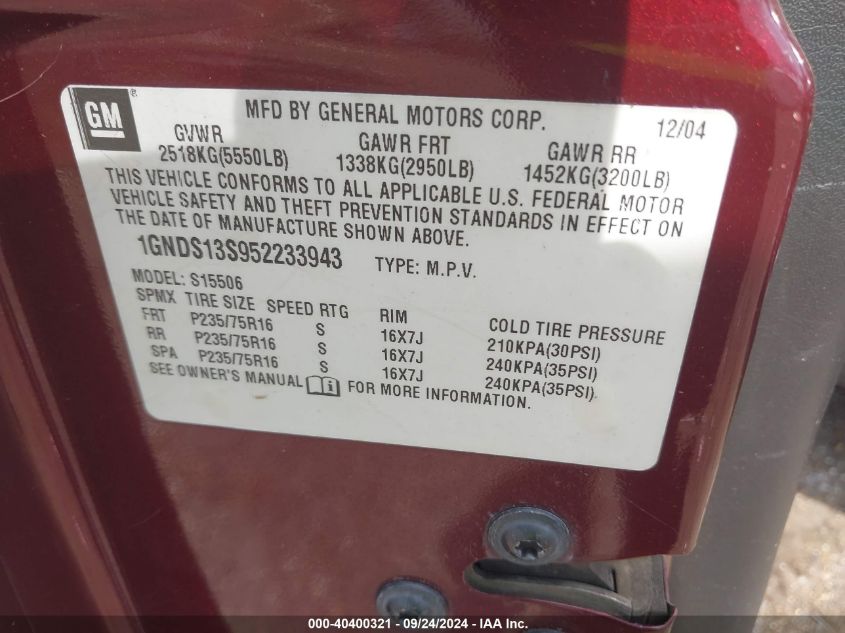 GM
MFD BY GENERAL MOTORS CORP. 12/04
GVWR GAWR FRT GAWR RR
2518KG(5550LB) 1338KG(2950LB) 1452KG(3200LB)
THIS VEHICLE CONFORMS TO ALL APPLICABLE U.S. FEDERAL MOTOR
VEHICLE SAFETY AND THEFT PREVENTION STANDARDS IN EFFECT ON
THE DATE OF MANUFACTURE SHOWN ABOVE.
1GNDS13S952233943 TYPE: M.P.V.
MODEL: S15506
SPMX TIRE SIZE SPEED RTG RIM COLD TIRE PRESSURE
FRT P235/75R16 S 16X7J 210KPA(30PSI)
RR P235/75R16 S 16X7J 240KPA(35PSI)
SPA P235/75R16 S 16X7J 240KPA(35PSI)
SEE OWNER'S MANUAL i FOR MORE INFORMATION.
000-40400321 - 09/24/2024 - IAA Inc.